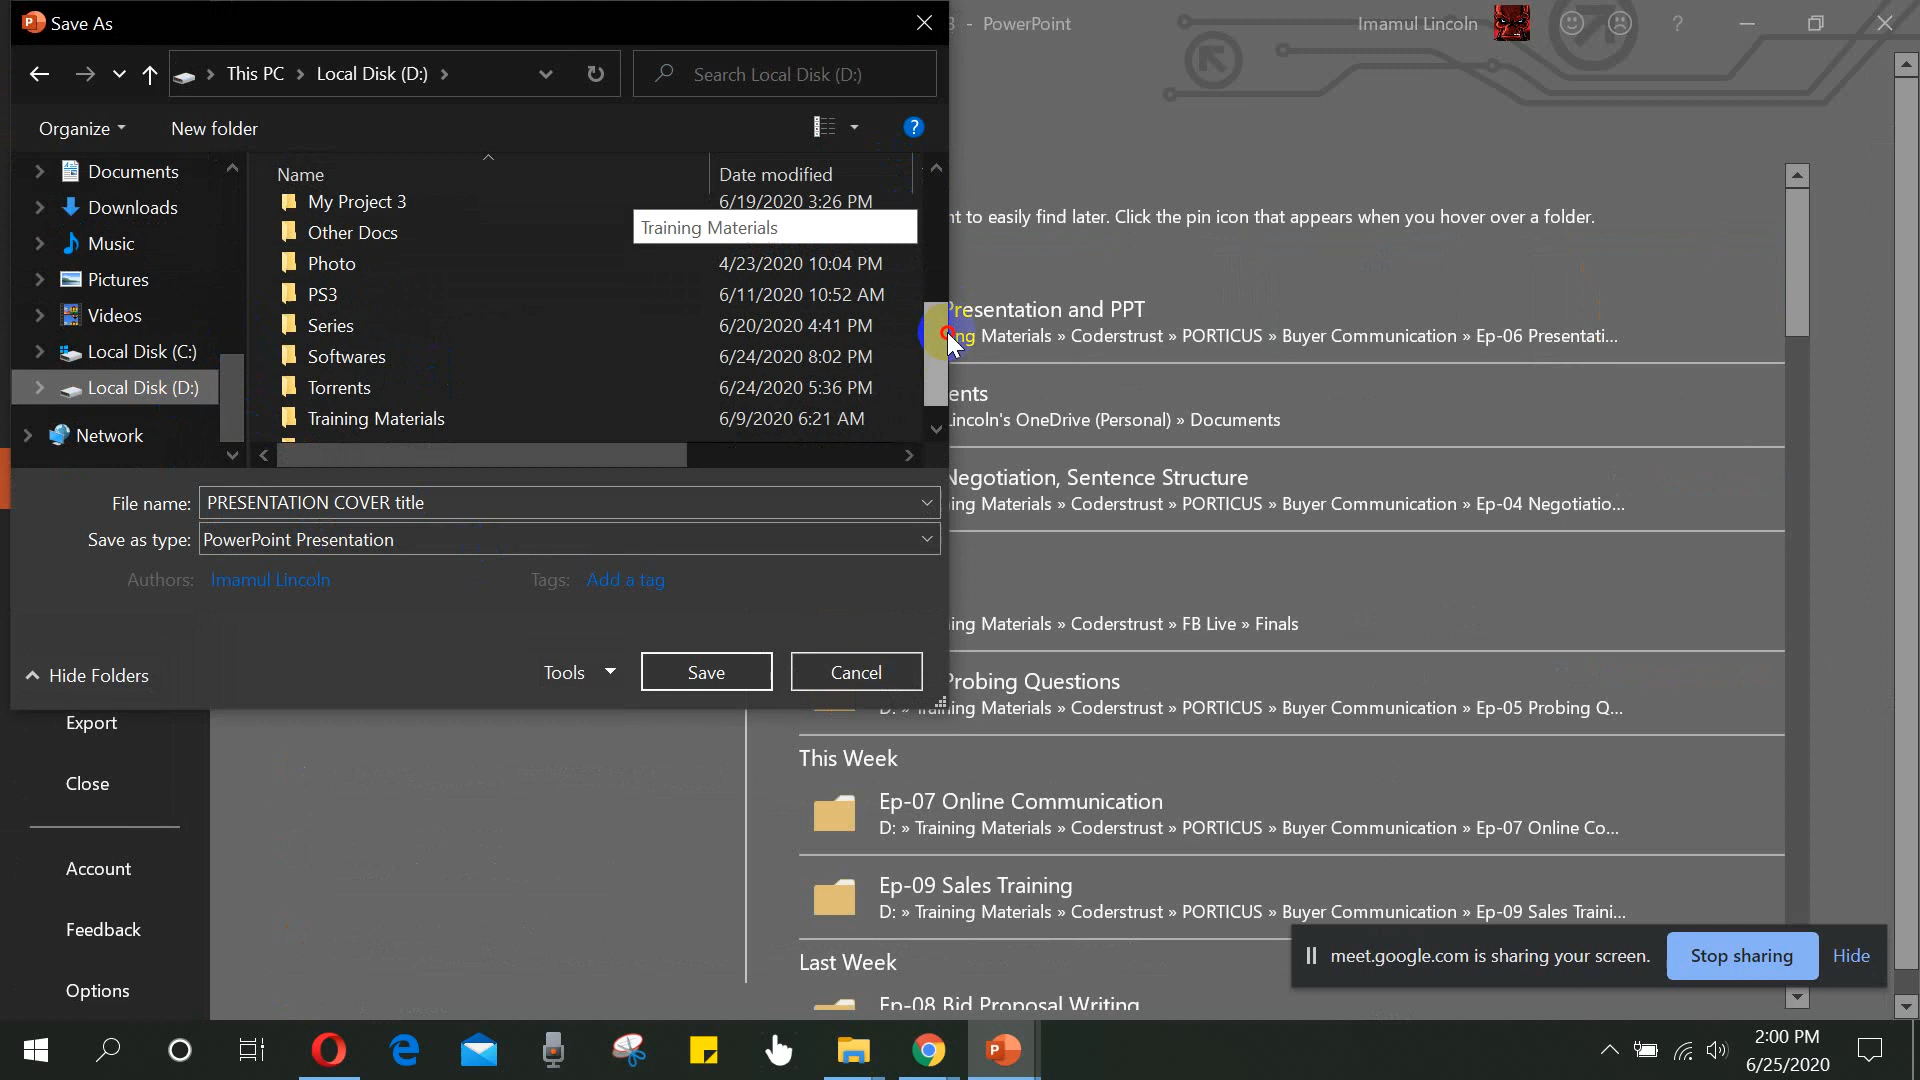 Save As
3 - PowerPoint
Imamul Lincoln
?
This PC
Local Disk (D:)
Search Local Disk (D:)
Organize
New folder
?
Documents
Downloads
Music
Pictures
Videos
Local Disk (C:)
Local Disk (D:)
Network
Name
Date modified
My Project 3
6/19/2020 3:26 PM
Other Docs
Training Materials
Photo
4/23/2020 10:04 PM
PS3
6/11/2020 10:52 AM
Series
6/20/2020 4:41 PM
Softwares
6/24/2020 8:02 PM
Torrents
6/24/2020 5:36 PM
Training Materials
6/9/2020 6:21 AM
File name: PRESENTATION COVER title
Save as type: PowerPoint Presentation
Authors: Imamul Lincoln
Tags: Add a tag
Hide Folders
Tools
Save
Cancel
Export
Close
Account
Feedback
Options
to easily find later. Click the pin icon that appears when you hover over a folder.
Presentation and PPT
ng Materials » Coderstrust » PORTICUS » Buyer Communication » Ep-06 Presentati...
ents
incoln's OneDrive (Personal) » Documents
Negotiation, Sentence Structure
ing Materials » Coderstrust » PORTICUS » Buyer Communication » Ep-04 Negotiatio...
ing Materials » Coderstrust » FB Live » Finals
Probing Questions
D: » Training Materials » Coderstrust » PORTICUS » Buyer Communication » Ep-05 Probing Q...
This Week
Ep-07 Online Communication
D: » Training Materials » Coderstrust » PORTICUS » Buyer Communication » Ep-07 Online Co...
Ep-09 Sales Training
D: » Training Materials » Coderstrust » PORTICUS » Buyer Communication » Ep-09 Sales Traini...
Last Week
Ep-08 Bid Proposal Writing
meet.google.com is sharing your screen.
Stop sharing
Hide
2:00 PM
6/25/2020